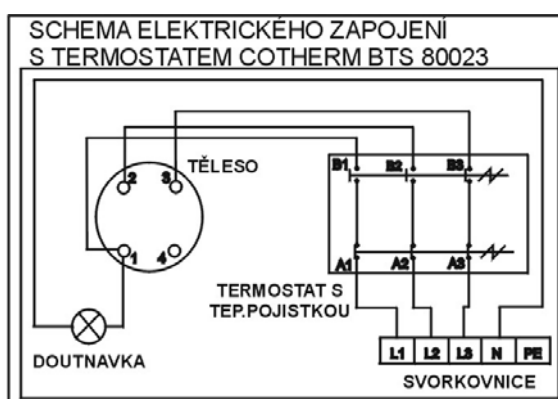 SCHEMA ELEKTRICKÉHO ZAPOJENÍ
S TERMOSTATEM COTHERM BTS 80023
2 3 TĚLESO
1 4
B1 B2 B3
A1 A2 A3
TERMOSTAT S
TEP.POJISTKOU
DOUTNAVKA
L1 L2 L3 N PE
SVORKOVNICE